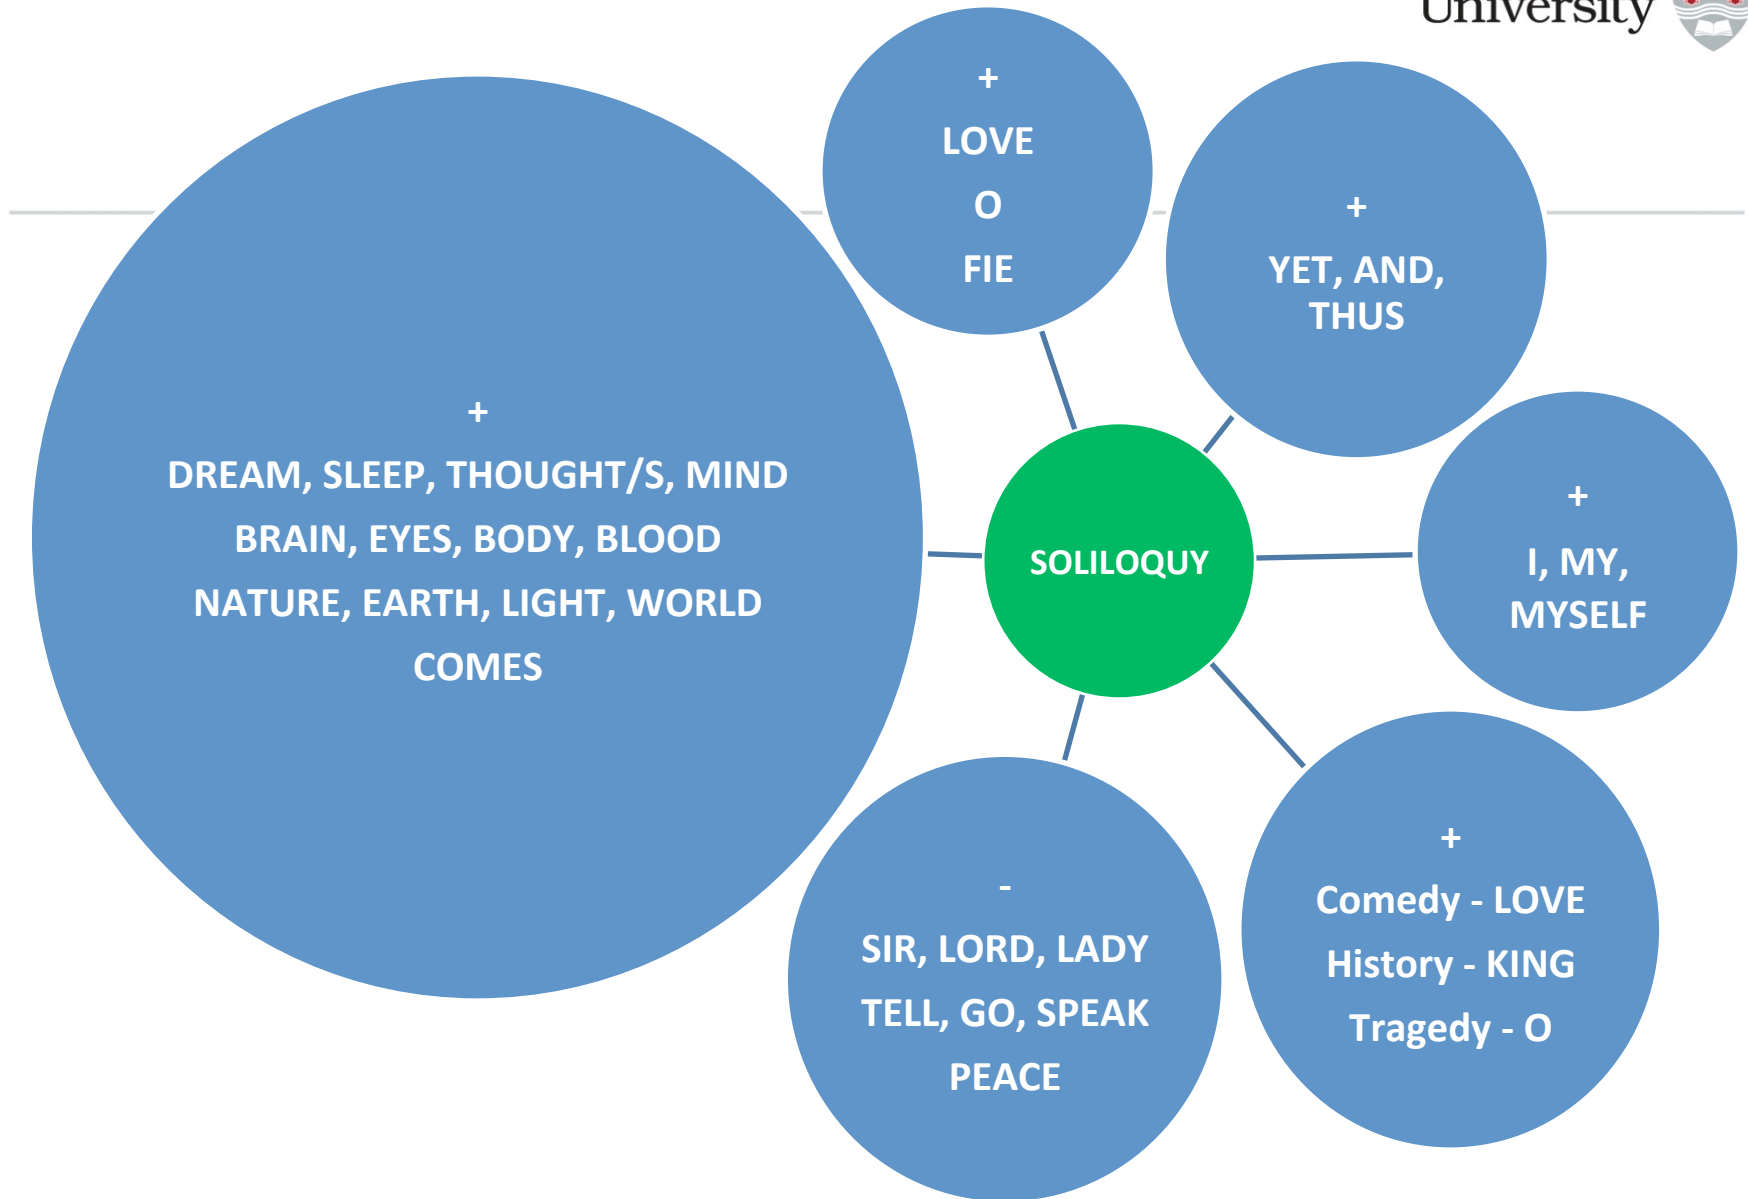 University
+
LOVE
O
FIE
+
YET, AND,
THUS
+
DREAM, SLEEP, THOUGHT/S, MIND
BRAIN, EYES, BODY, BLOOD
NATURE, EARTH, LIGHT, WORLD
COMES
SOLILOQUY
+
I, MY,
MYSELF
-
SIR, LORD, LADY
TELL, GO, SPEAK
PEACE
+
Comedy - LOVE
History - KING
Tragedy - O